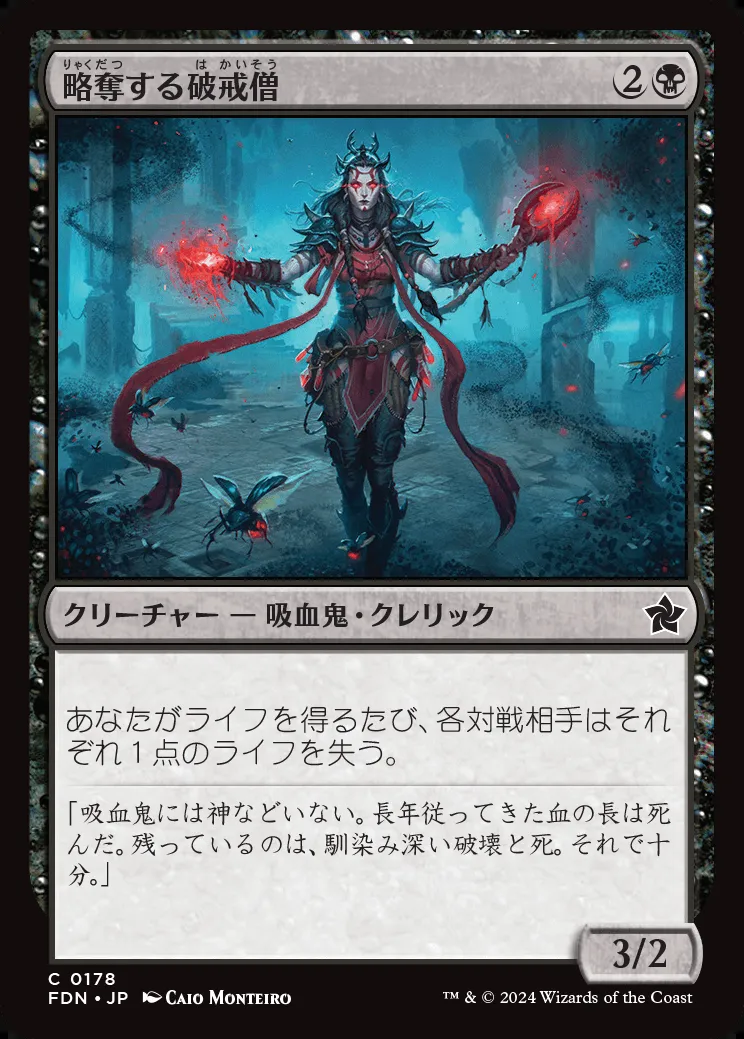 りゃくだつ はかいそう
略奪する破戒僧 2
クリーチャー — 吸血鬼・クレリック
あなたがライフを得るたび、各対戦相手はそれ
ぞれ1点のライフを失う。
「吸血鬼には神などいない。長年従ってきた血の長は死
んだ。残っているのは、馴染み深い破壊と死。それで十
分。」
3/2
C 0178
FDN • JP Caio Monteiro
™ & © 2024 Wizards of the Coast